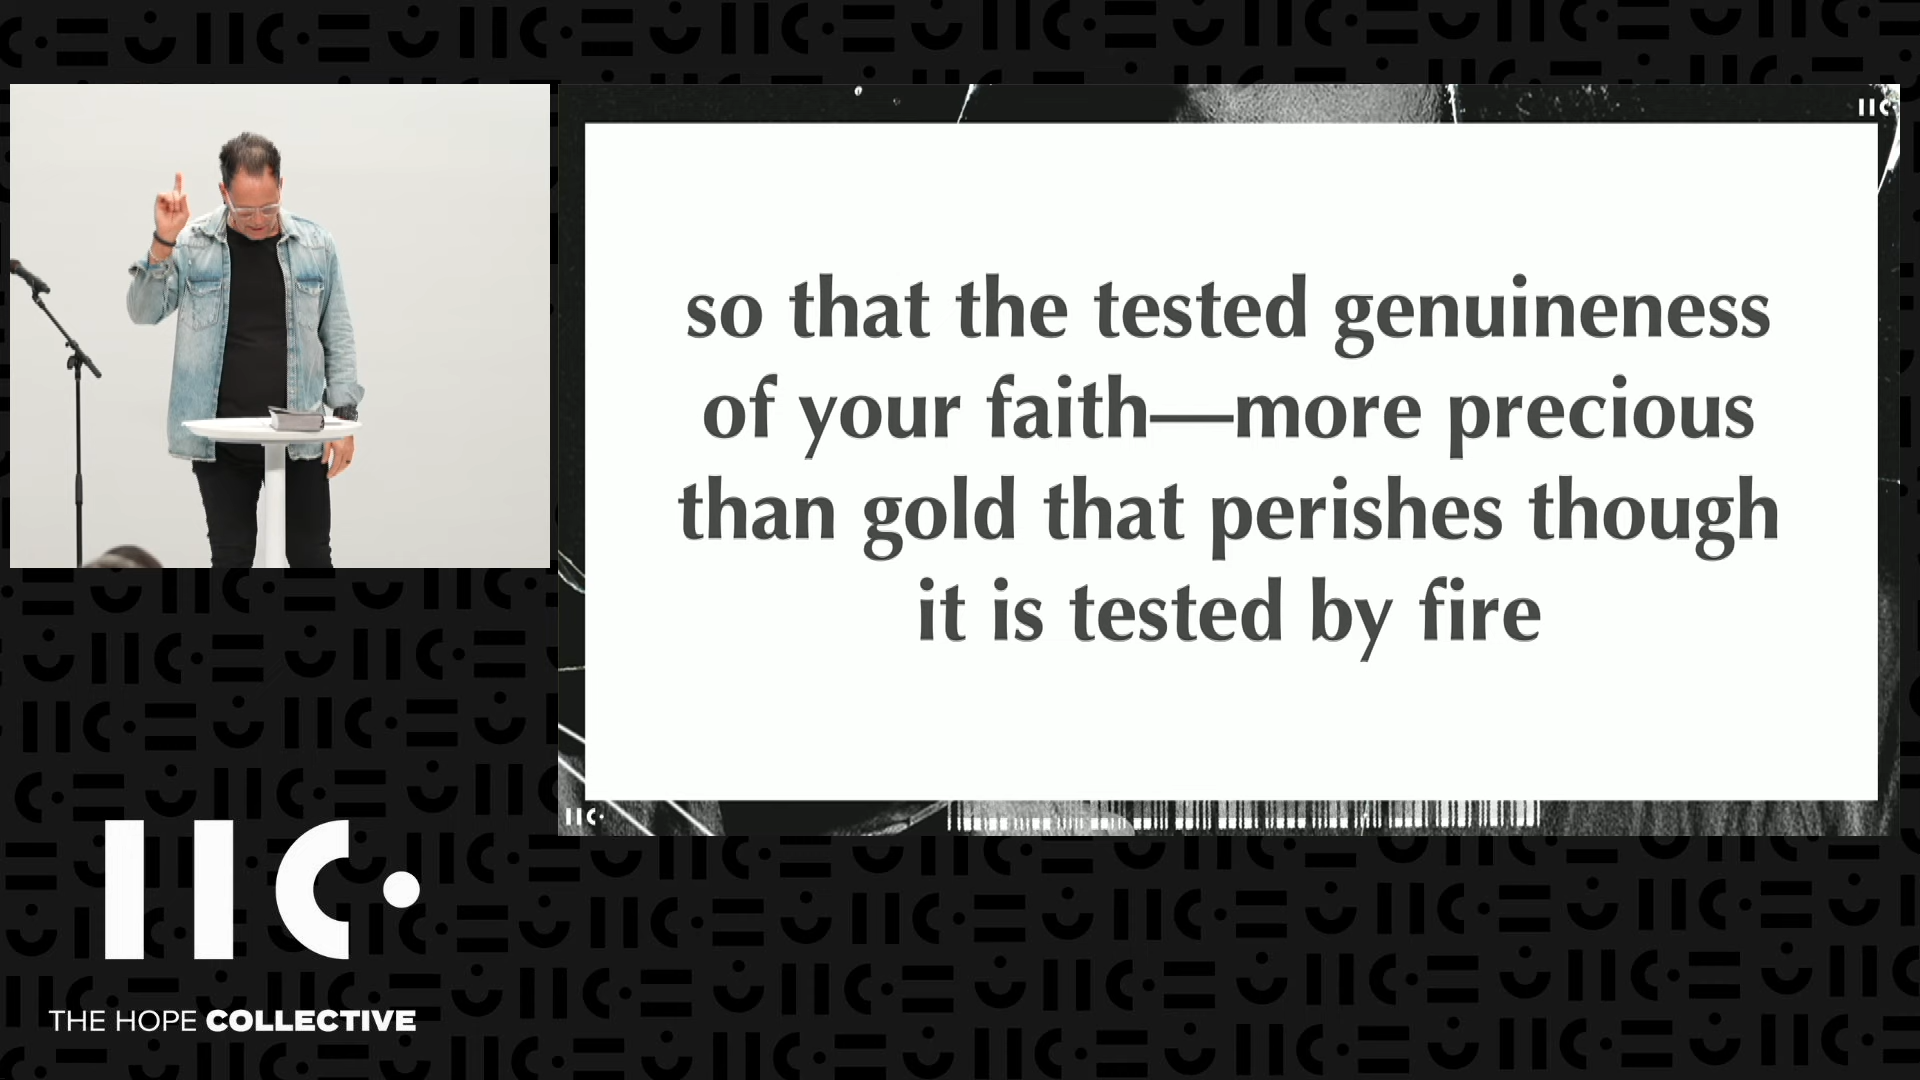 so that the tested genuineness
of your faith—more precious
than gold that perishes though
it is tested by fire
THE HOPE COLLECTIVE